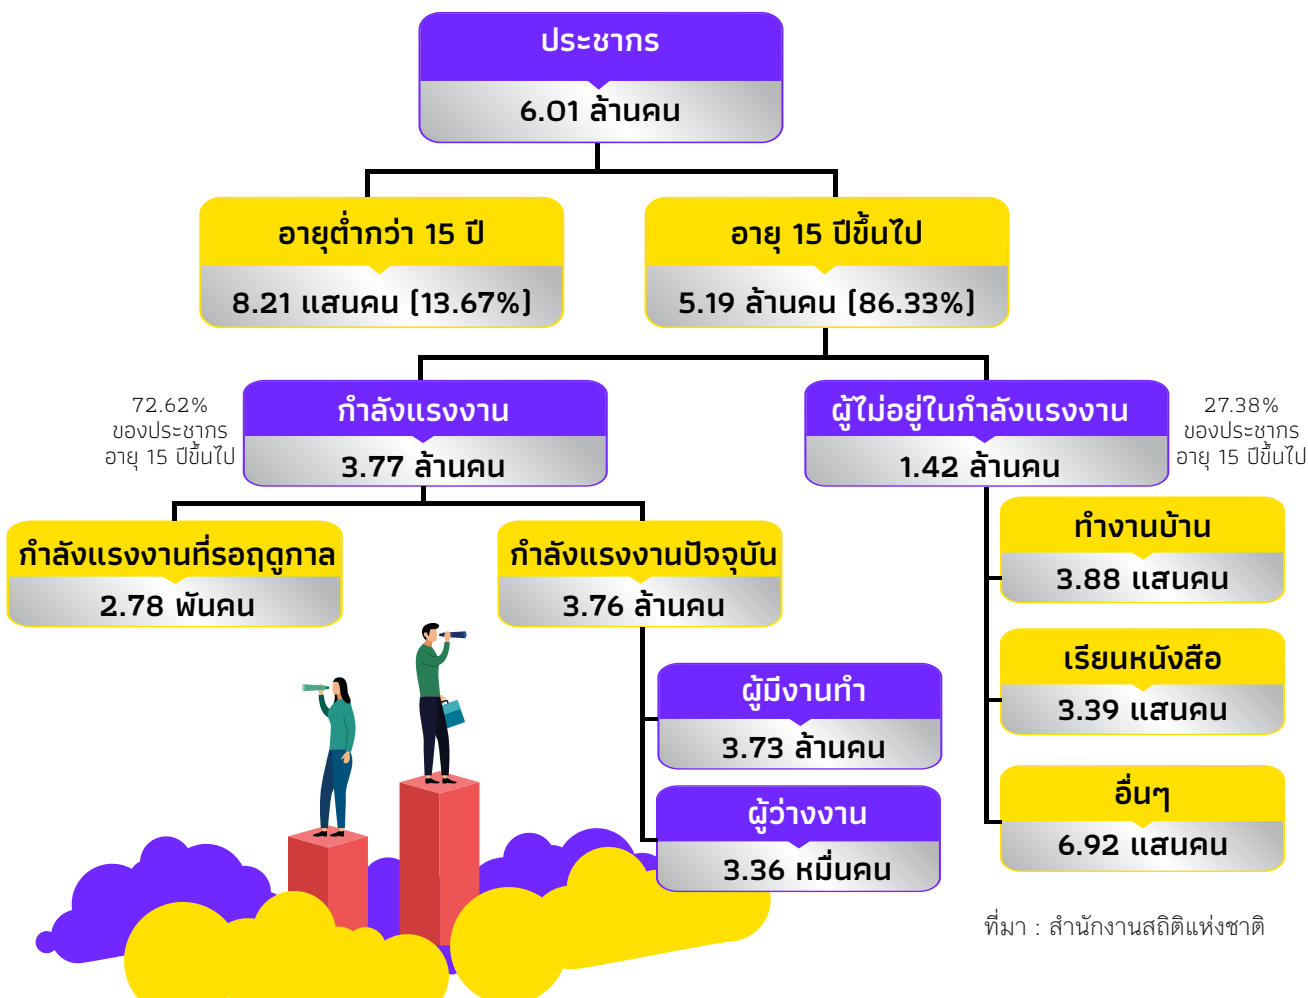 ประชากร
6.01 ล้านคน
อายุต่ำกว่า 15 ปี
8.21 แสนคน (13.67%)
อายุ 15 ปีขึ้นไป
5.19 ล้านคน (86.33%)
72.62%
ของประชากร
อายุ 15 ปีขึ้นไป
กำลังแรงงาน
3.77 ล้านคน
ผู้ไม่อยู่ในกำลังแรงงาน
1.42 ล้านคน
27.38%
ของประชากร
อายุ 15 ปีขึ้นไป
กำลังแรงงานที่รอฤดูกาล
2.78 พันคน
กำลังแรงงานปัจจุบัน
3.76 ล้านคน
ทำงานบ้าน
3.88 แสนคน
เรียนหนังสือ
3.39 แสนคน
ผู้มีงานทำ
3.73 ล้านคน
อื่นๆ
6.92 แสนคน
ผู้ว่างงาน
3.36 หมื่นคน
ที่มา : สำนักงานสถิติแห่งชาติ